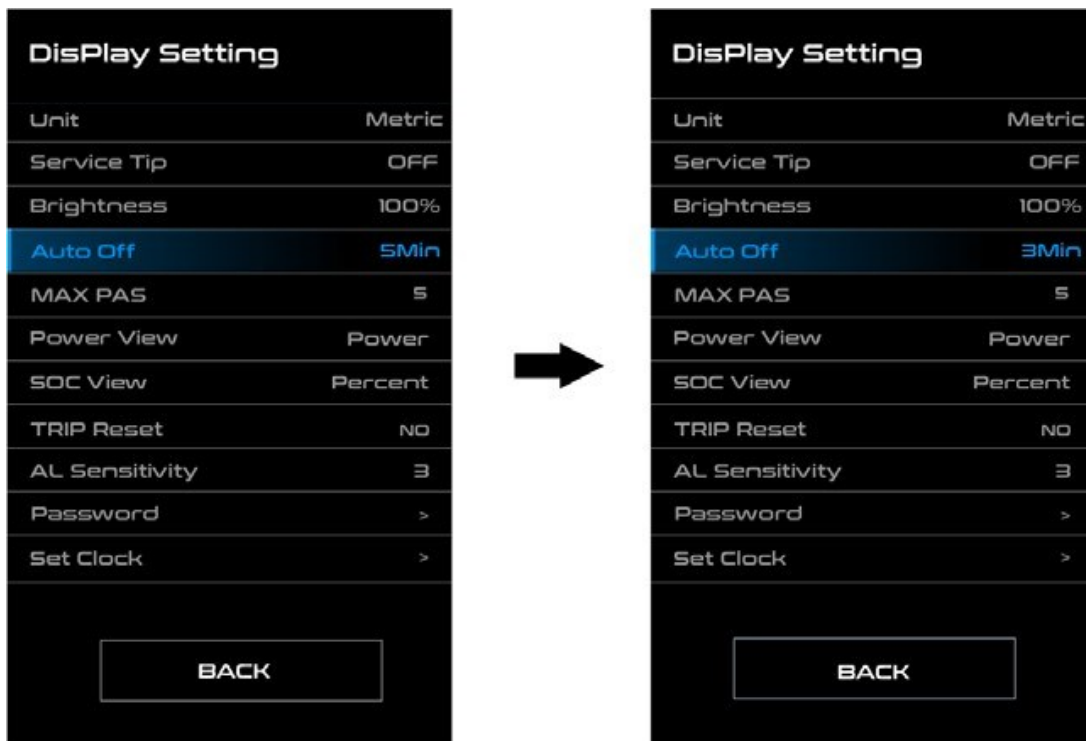 DisPlay Setting
Unit Metric
Service Tip OFF
Brightness 100%
Auto Off 5Min
MAX PAS 5
Power View Power
SOC View Percent
TRIP Reset NO
AL Sensitivity 3
Password >
Set Clock >
BACK
DisPlay Setting
Unit Metric
Service Tip OFF
Brightness 100%
Auto Off 3Min
MAX PAS 5
Power View Power
SOC View Percent
TRIP Reset NO
AL Sensitivity 3
Password >
Set Clock >
BACK